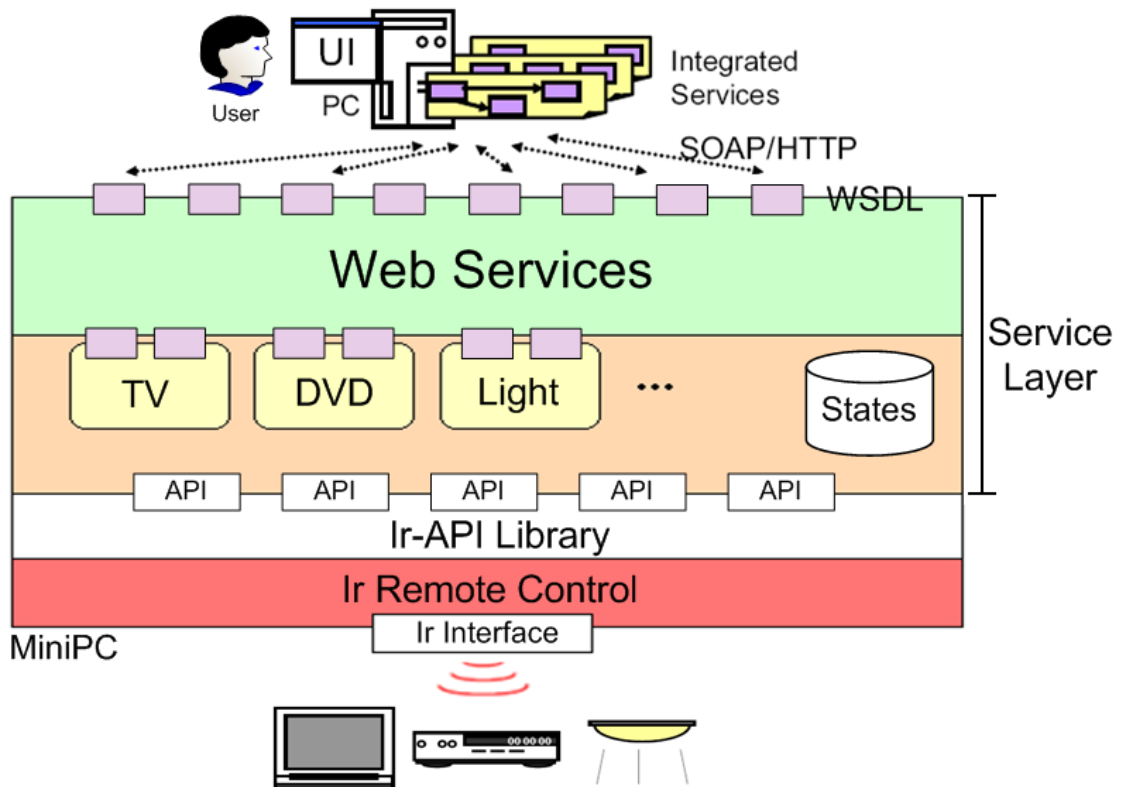 UI
PC
User
Integrated
Services
SOAP/HTTP
WSDL
Web Services
Service
Layer
TV
DVD
Light
...
States
API
API
API
API
API
Ir-API Library
Ir Remote Control
Ir Interface
MiniPC